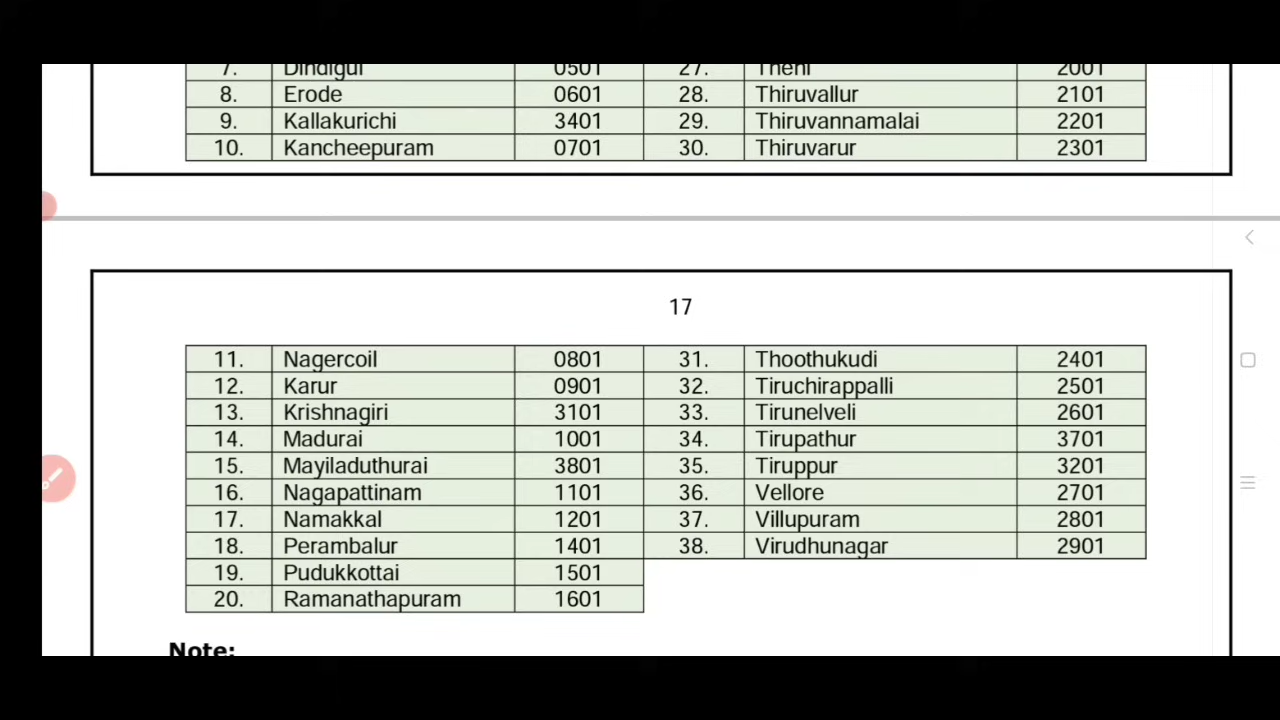 7. Dindigul 0501 27. Theni 2001
8. Erode 0601 28. Thiruvallur 2101
9. Kallakurichi 3401 29. Thiruvannamalai 2201
10. Kancheepuram 0701 30. Thiruvarur 2301
17
11. Nagercoil 0801 31. Thoothukudi 2401
12. Karur 0901 32. Tiruchirappalli 2501
13. Krishnagiri 3101 33. Tirunelveli 2601
14. Madurai 1001 34. Tirupathur 3701
15. Mayiladuthurai 3801 35. Tiruppur 3201
16. Nagapattinam 1101 36. Vellore 2701
17. Namakkal 1201 37. Villupuram 2801
18. Perambalur 1401 38. Virudhunagar 2901
19. Pudukkottai 1501
20. Ramanathapuram 1601
Note: